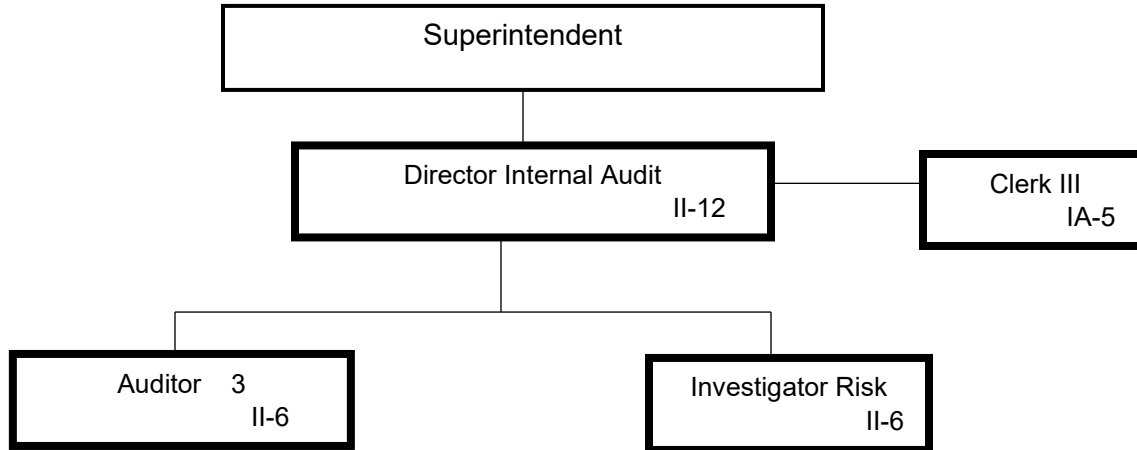 Superintendent
Director Internal Audit
II-12
Clerk III
IA-5
Auditor 3
II-6
Investigator Risk
II-6